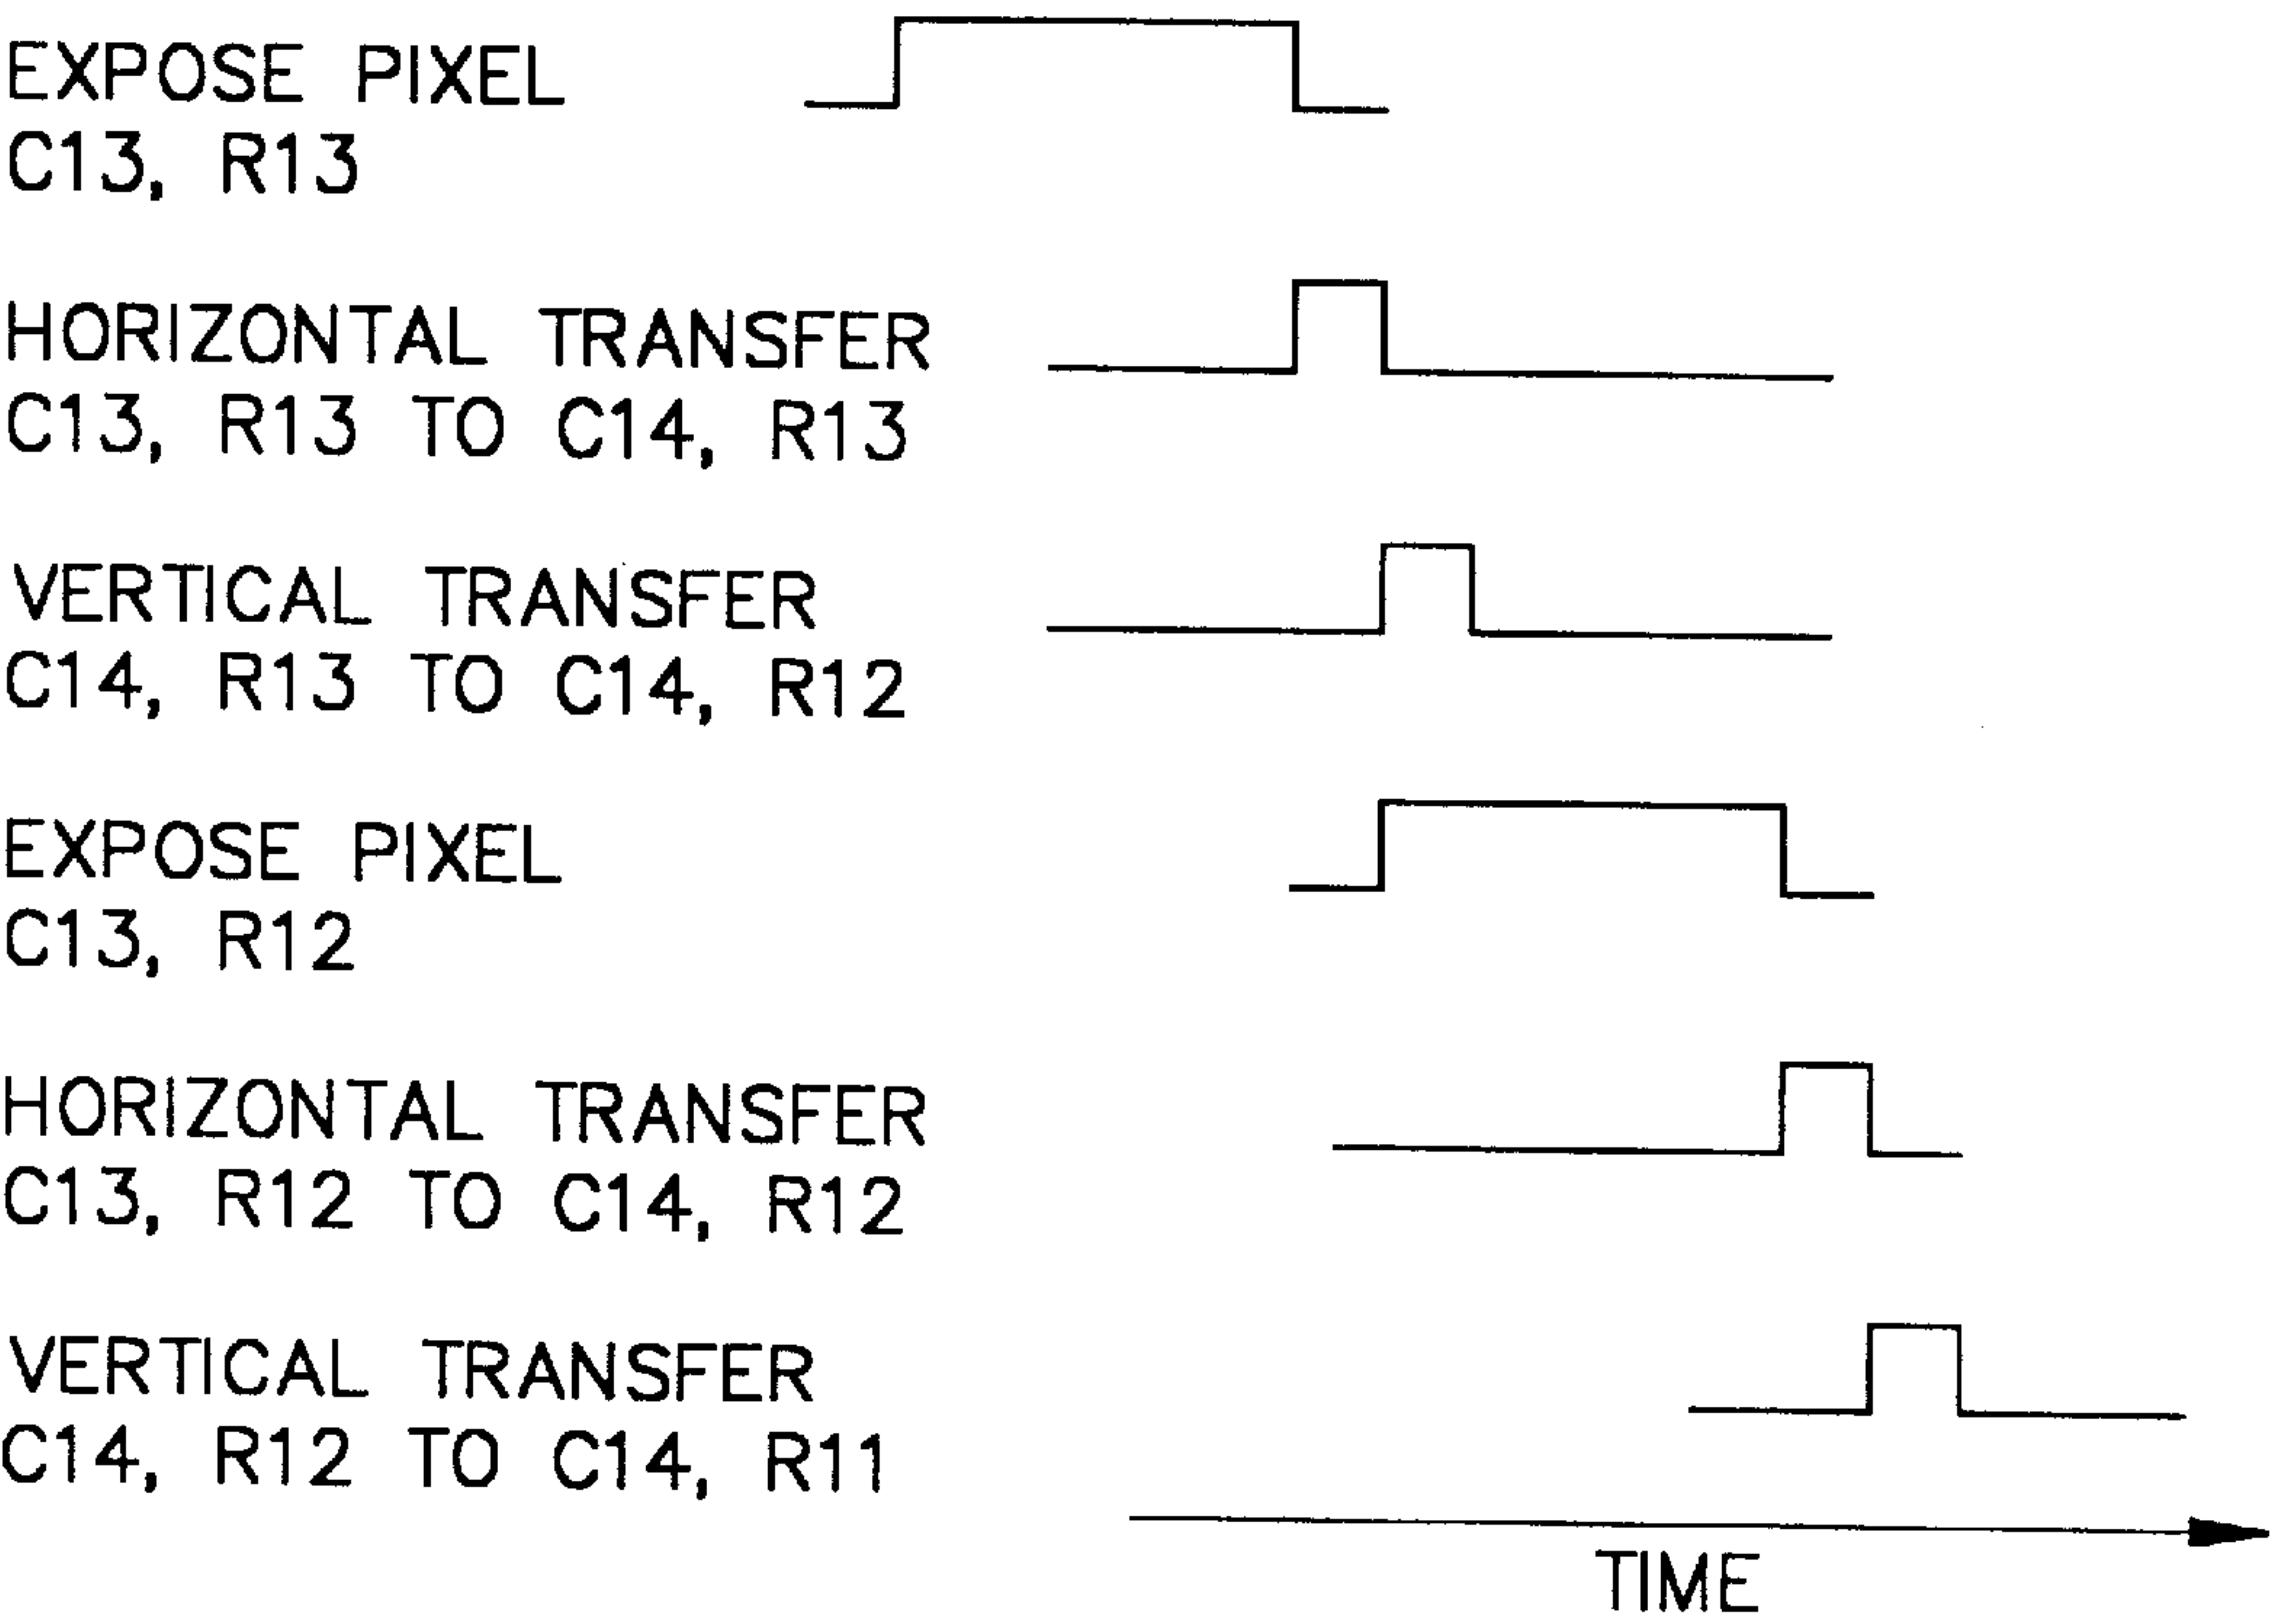 EXPOSE PIXEL
C13, R13
HORIZONTAL TRANSFER
C13, R13 TO C14, R13
VERTICAL TRANSFER
C14, R13 TO C14, R12
EXPOSE PIXEL
C13, R12
HORIZONTAL TRANSFER
C13, R12 TO C14, R12
VERTICAL TRANSFER
C14, R12 TO C14, R11
TIME